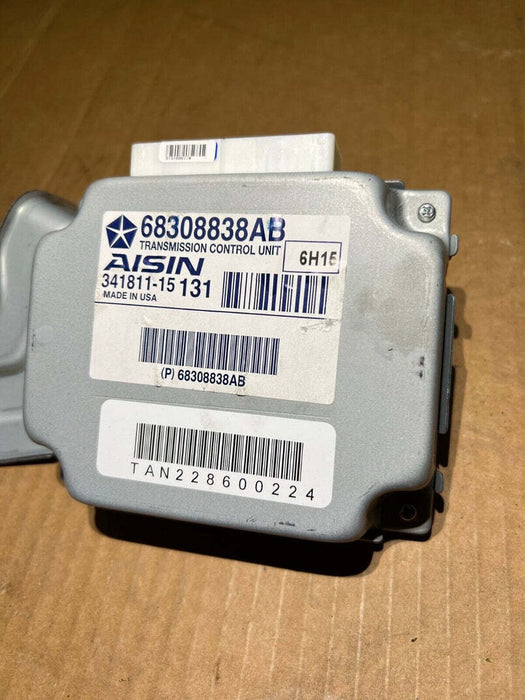 68308838AB
TRANSMISSION CONTROL UNIT
6H15
AISIN
341811-15 131
MADE IN USA
(P) 68308838AB
TAN228600224